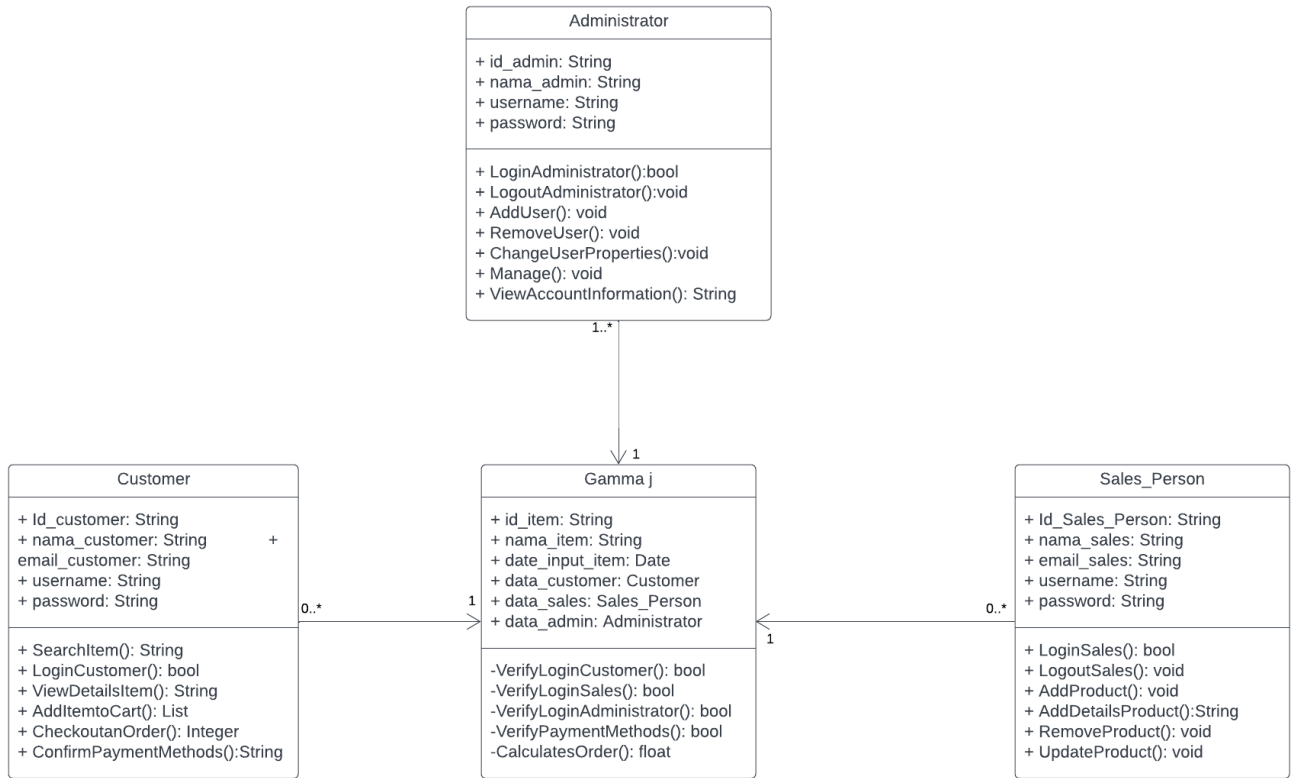 Administrator
+ id_admin: String
+ nama_admin: String
+ username: String
+ password: String
+ LoginAdministrator():bool
+ LogoutAdministrator():void
+ AddUser(): void
+ RemoveUser(): void
+ ChangeUserProperties():void
+ Manage(): void
+ ViewAccountInformation(): String
1..*
1
Customer
+ Id_customer: String
+ nama_customer: String +
email_customer: String
+ username: String
+ password: String
+ SearchItem(): String
+ LoginCustomer(): bool
+ ViewDetailsItem(): String
+ AddItemtoCart(): List
+ CheckoutanOrder(): Integer
+ ConfirmPaymentMethods():String
0..*
1
Gamma j
+ id_item: String
+ nama_item: String
+ date_input_item: Date
+ data_customer: Customer
+ data_sales: Sales_Person
+ data_admin: Administrator
-VerifyLoginCustomer(): bool
-VerifyLoginSales(): bool
-VerifyLoginAdministrator(): bool
-VerifyPaymentMethods(): bool
-CalculatesOrder(): float
1
0..*
Sales_Person
+ Id_Sales_Person: String
+ nama_sales: String
+ email_sales: String
+ username: String
+ password: String
+ LoginSales(): bool
+ LogoutSales(): void
+ AddProduct(): void
+ AddDetailsProduct():String
+ RemoveProduct(): void
+ UpdateProduct(): void